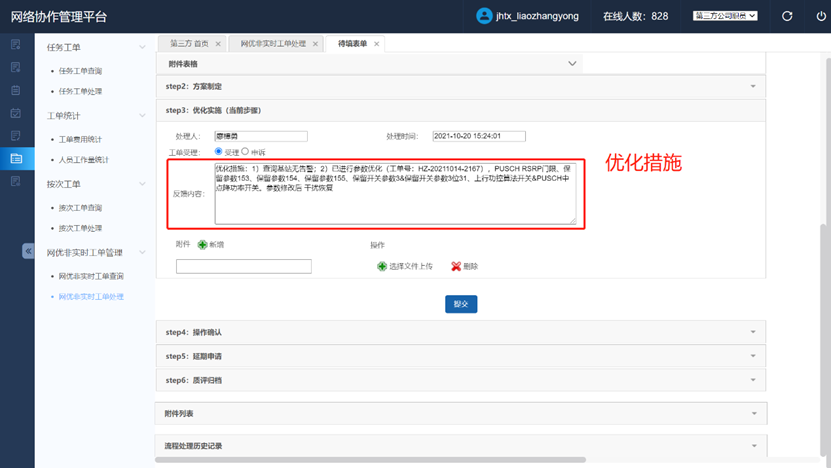 网络协作管理平台
jhtx_liaozhangyong
在线人数：828
第三方公司职员
任务工单
任务工单查询
任务工单处理
工单统计
工单费用统计
人员工作量统计
按次工单
按次工单查询
按次工单处理
网优非实时工单管理
网优非实时工单查询
网优非实时工单处理
第三方 首页
网优非实时工单处理
待填表单
附件表格
step2：方案制定
step3：优化实施（当前步骤）
处理人：
处理时间：
2021-10-20 15:24:01
工单受理：
受理
申诉
反馈内容：
优化措施：1）查询基站无告警；2）已进行参数优化（工单号：HZ-20211014-2167），PUSCH RSRP门限、保
留参数153、保留参数154、保留参数155、保留开关参数3&保留开关参数3位31、上行功控算法开关&PUSCH中
点降功率开关。参数修改后 干扰恢复
优化措施
附件
新增
操作
选择文件上传
删除
提交
step4：操作确认
step5：延期申请
step6：质评归档
附件列表
流程处理历史记录